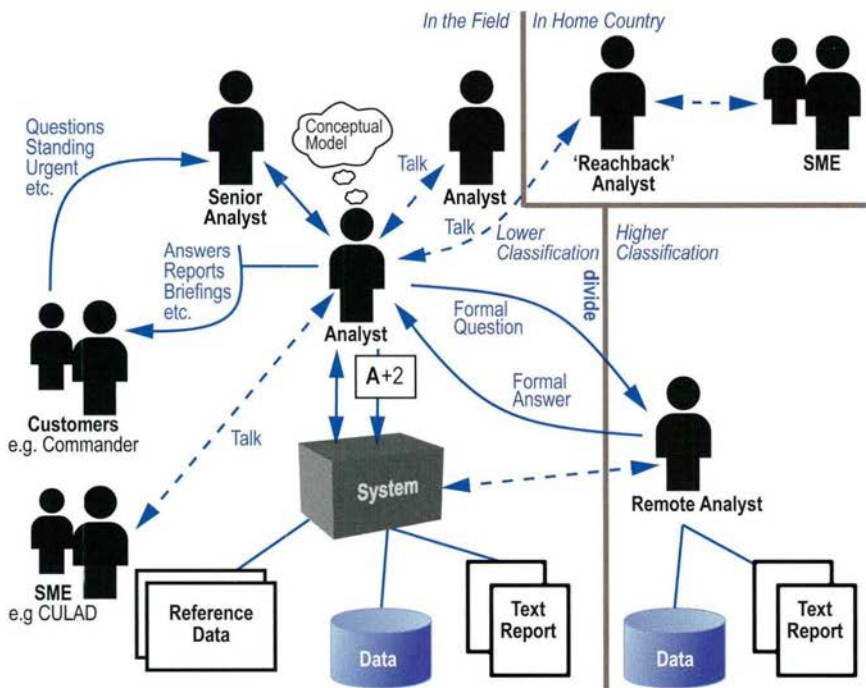 In the Field
In Home Country
Conceptual
Model
Questions
Standing
Urgent
etc.
Senior
Analyst
Talk
Analyst
'Reachback'
Analyst
SME
Talk
Lower
Classification
Higher
Classification
divide
Answers
Reports
Briefings
etc.
Analyst
Formal
Question
Formal
Answer
A+2
Customers
e.g. Commander
Talk
System
Remote Analyst
SME
e.g CULAD
Reference
Data
Data
Text
Report
Data
Text
Report